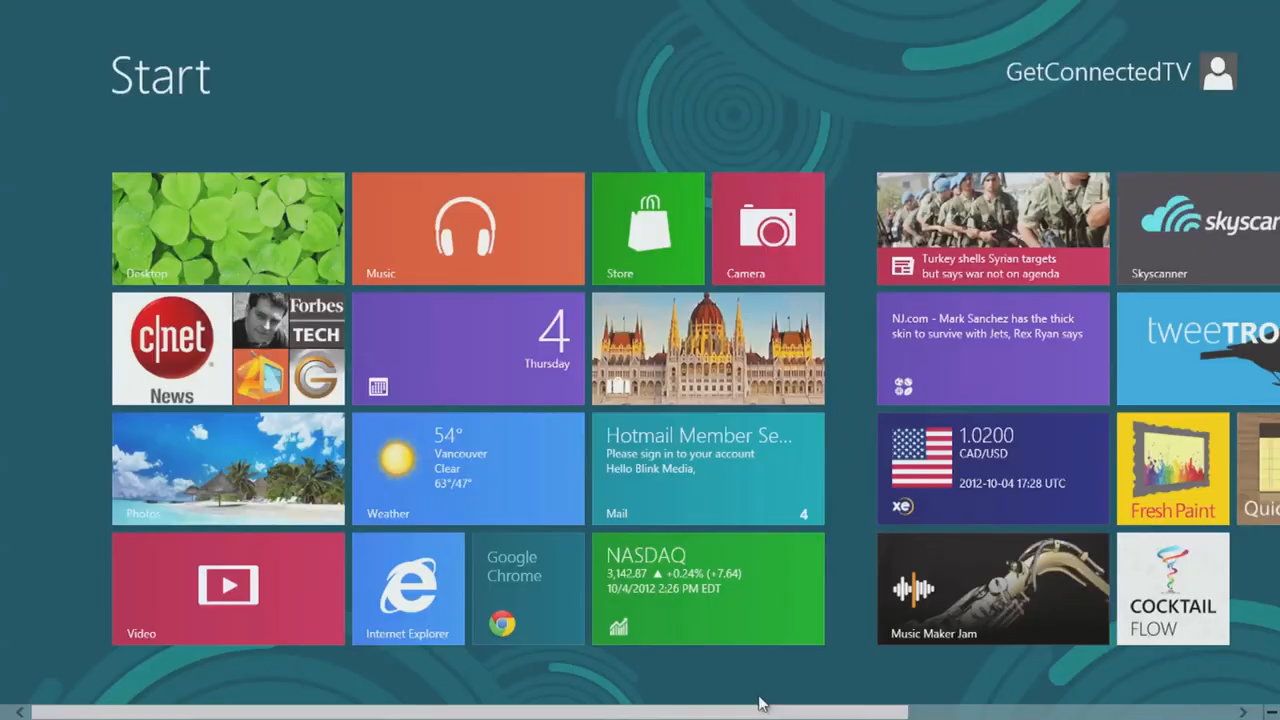 Start
GetConnectedTV
Desktop
Music
Store
Camera
Turkey shells Syrian targets
but says war not on agenda
skyscan
Skyscanner
c|net
News
Forbes
TECH
G
4
Thursday
NJ.com - Mark Sanchez has the thick
skin to survive with Jets, Rex Ryan says
tweeTRO
Photos
54°
Vancouver
Clear
63°/47°
Weather
Hotmail Member Se...
Please sign in to your account
Hello Blink Media,
Mail
4
1.0200
CAD/USD
2012-10-04 17:28 UTC
xe
Fresh Paint
Quic
Video
Internet Explorer
Google
Chrome
NASDAQ
3,142.87 ▲ +0.24% (+7.64)
10/4/2012 2:26 PM EDT
Music Maker Jam
COCKTAIL
FLOW